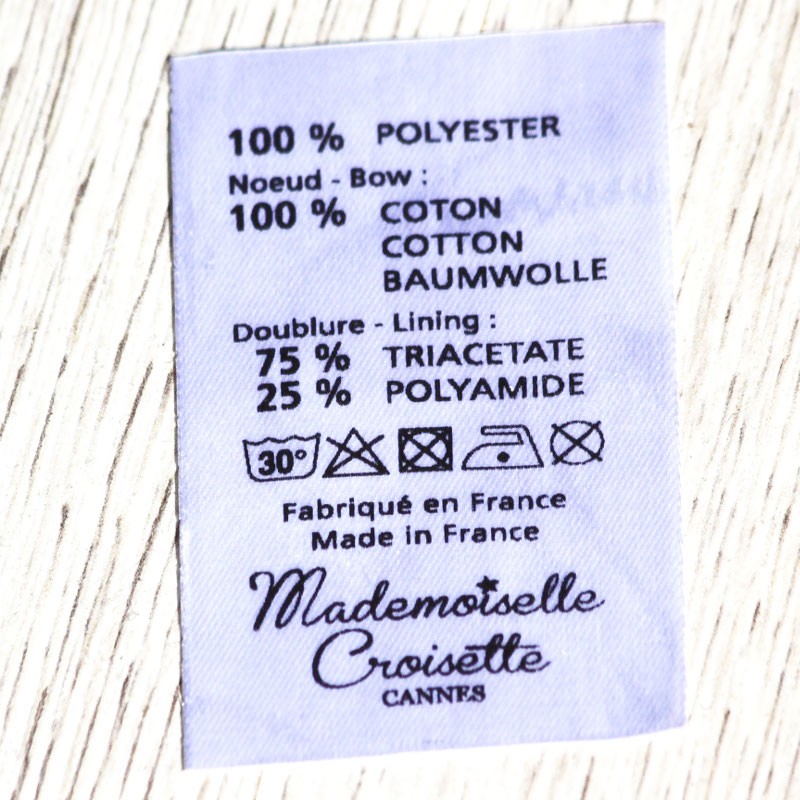 100 % POLYESTER
Noeud - Bow :
100 % COTON
COTTON
BAUMWOLLE
Doublure - Lining :
75 % TRIACETATE
25 % POLYAMIDE
30°
Fabriqué en France
Made in France
Mademoiselle
Croisette
CANNES